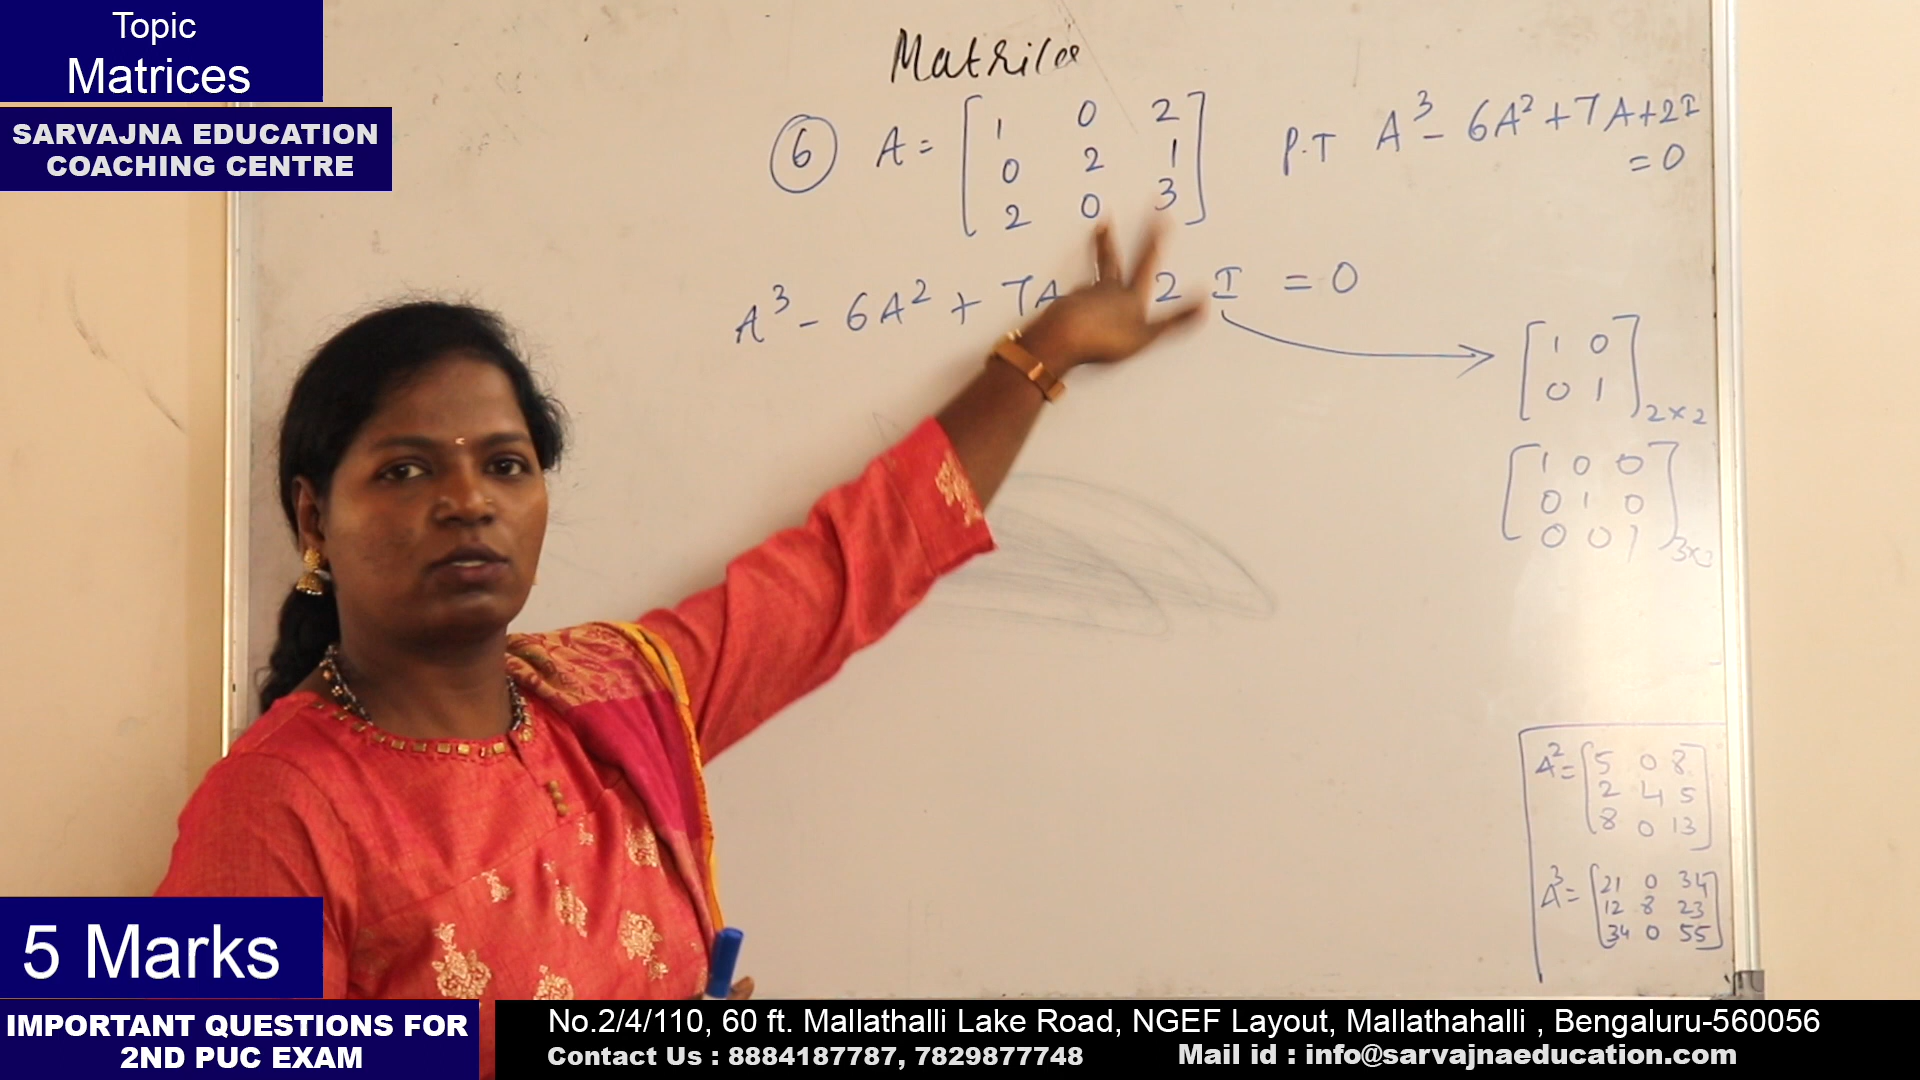 Topic
Matrices
SARVAJNA EDUCATION
COACHING CENTRE
Matrices
6 A = [ 1 0 2
0 2 1
2 0 3 ]
P.T A³ - 6A² + 7A + 2I
= 0
A³ - 6A² + 7A 2 I = 0
[ 1 0
0 1 ] 2×2
[ 1 0 0
0 1 0
0 0 1 ] 3×3
A² = [ 5 0 8
2 4 5
8 0 13 ]
A³ = [ 21 0 34
12 8 23
34 0 55 ]
5 Marks
IMPORTANT QUESTIONS FOR
2ND PUC EXAM
No.2/4/110, 60 ft. Mallathalli Lake Road, NGEF Layout, Mallathahalli , Bengaluru-560056
Contact Us : 8884187787, 7829877748 Mail id : info@sarvajnaeducation.com